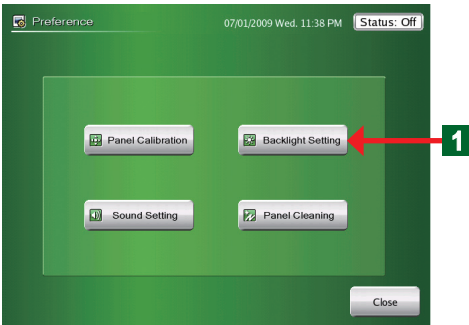 Preference 07/01/2009 Wed. 11:38 PM Status: Off
Panel Calibration Backlight Setting 1
Sound Setting Panel Cleaning
Close